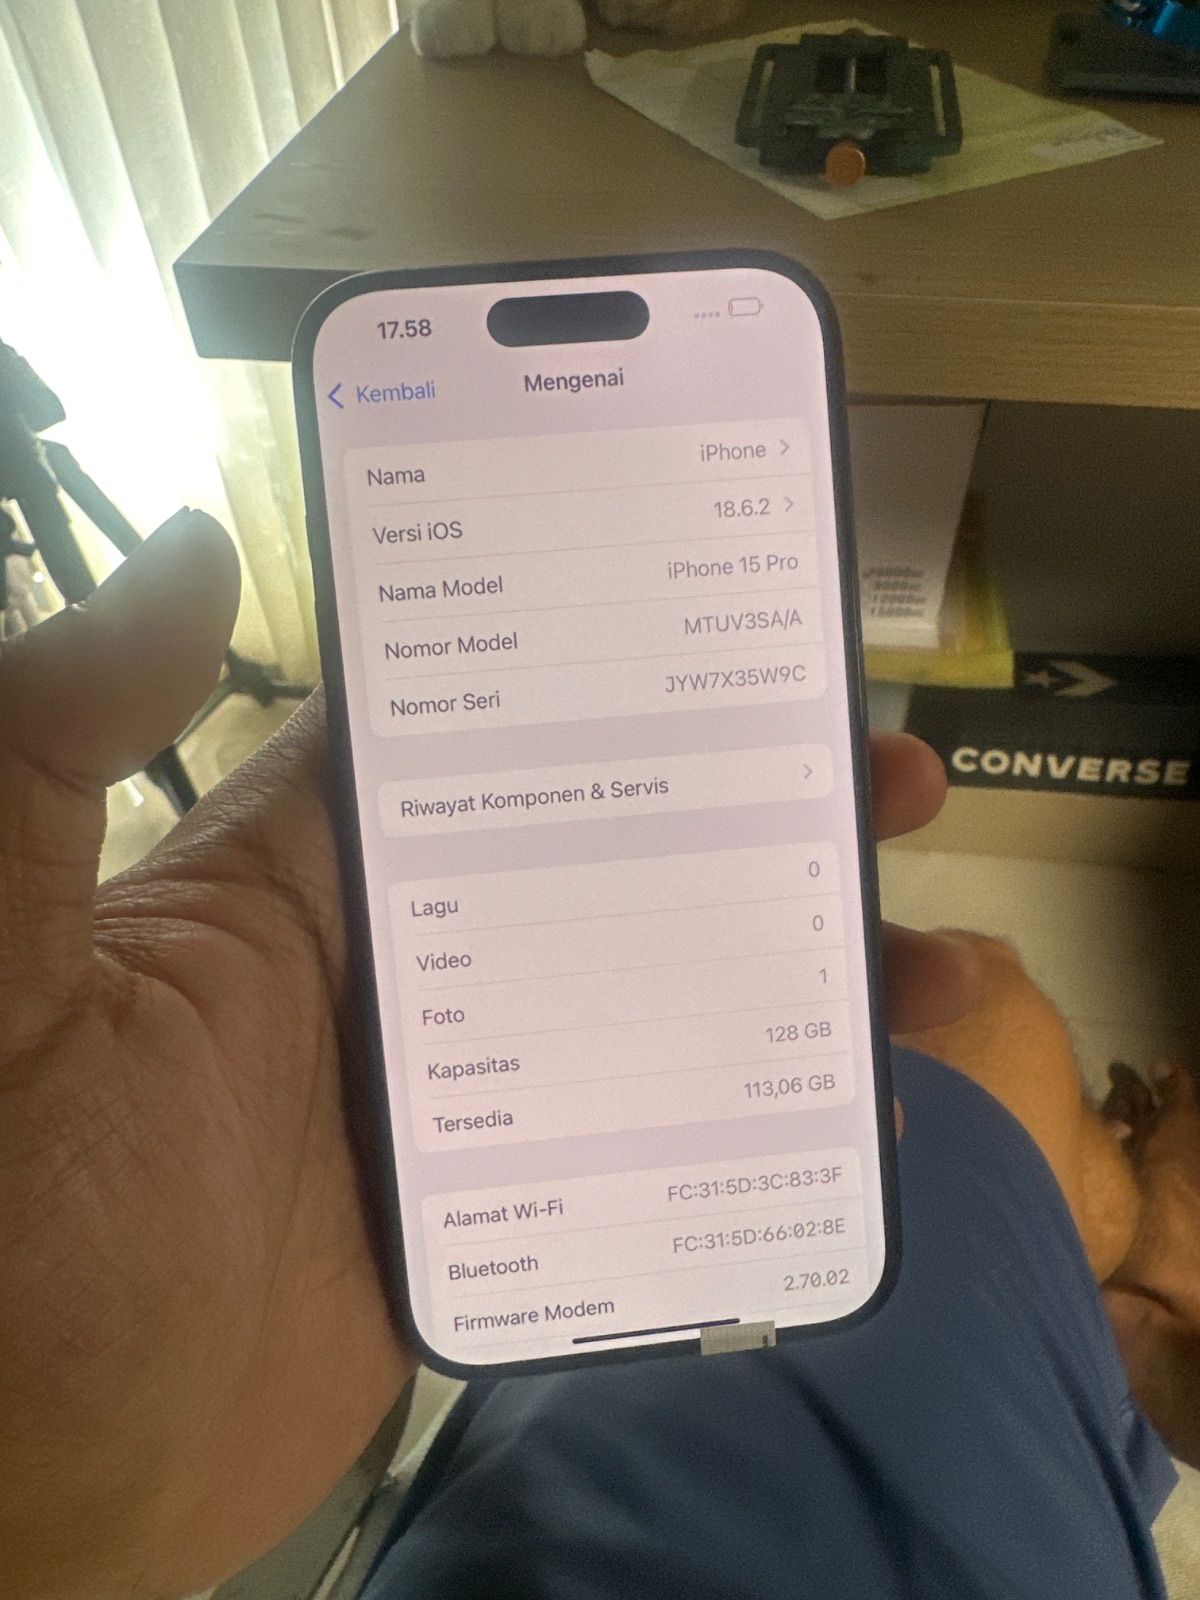 17.58
Kembali
Mengenai
Nama iPhone
Versi iOS 18.6.2
Nama Model iPhone 15 Pro
Nomor Model MTUV3SA/A
Nomor Seri JYW7X35W9C
Riwayat Komponen & Servis
Lagu 0
Video 0
Foto 1
Kapasitas 128 GB
Tersedia 113,06 GB
Alamat Wi-Fi FC:31:5D:3C:83:3F
Bluetooth FC:31:5D:66:02:8E
Firmware Modem 2.70.02
CONVERSE